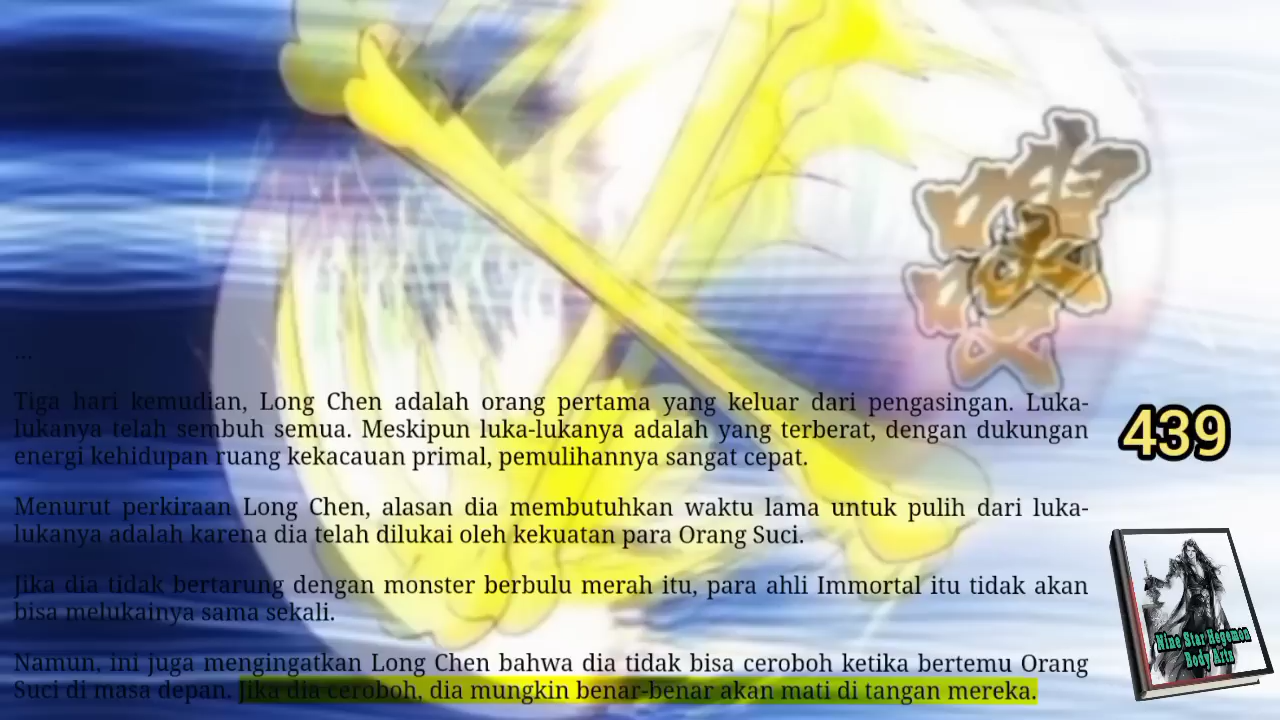 ...
Tiga hari kemudian, Long Chen adalah orang pertama yang keluar dari pengasingan. Luka-
lukanya telah sembuh semua. Meskipun luka-lukanya adalah yang terberat, dengan dukungan
energi kehidupan ruang kekacauan primal, pemulihannya sangat cepat.
Menurut perkiraan Long Chen, alasan dia membutuhkan waktu lama untuk pulih dari luka-
lukanya adalah karena dia telah dilukai oleh kekuatan para Orang Suci.
Jika dia tidak bertarung dengan monster berbulu merah itu, para ahli Immortal itu tidak akan
bisa melukainya sama sekali.
Namun, ini juga mengingatkan Long Chen bahwa dia tidak bisa ceroboh ketika bertemu Orang
Suci di masa depan. Jika dia ceroboh, dia mungkin benar-benar akan mati di tangan mereka.
439
Nine Star Hegemon
Body Arts